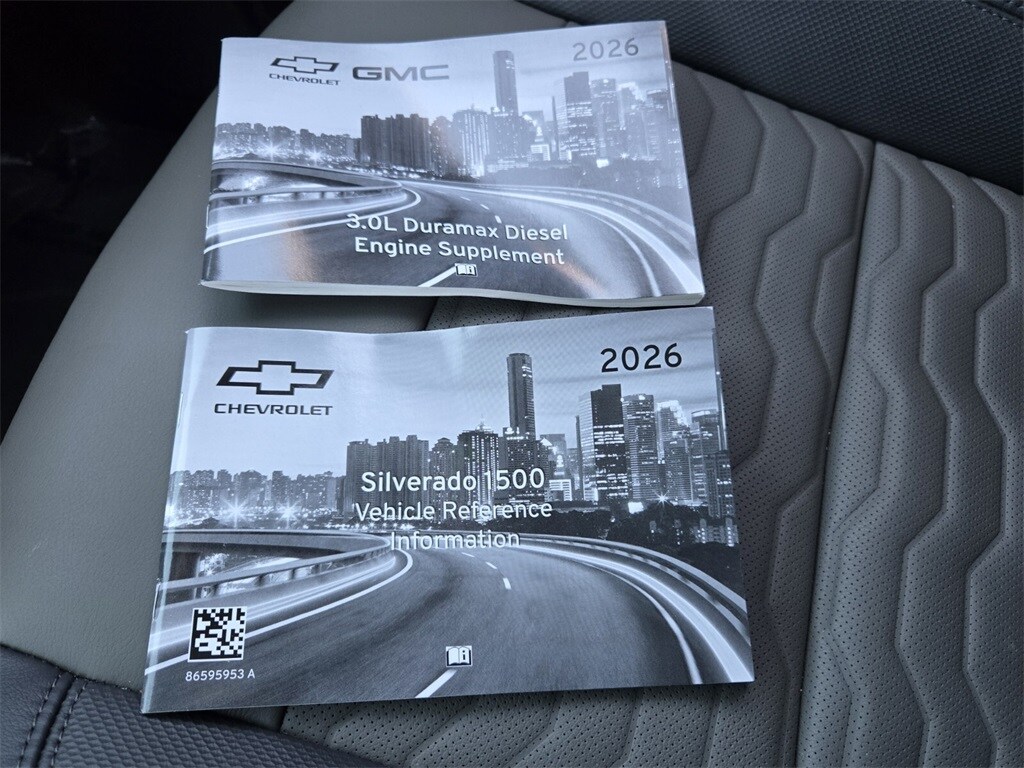 CHEVROLET GMC 2026
3.0L Duramax Diesel
Engine Supplement
CHEVROLET 2026
Silverado 1500
Vehicle Reference
Information
86595953 A